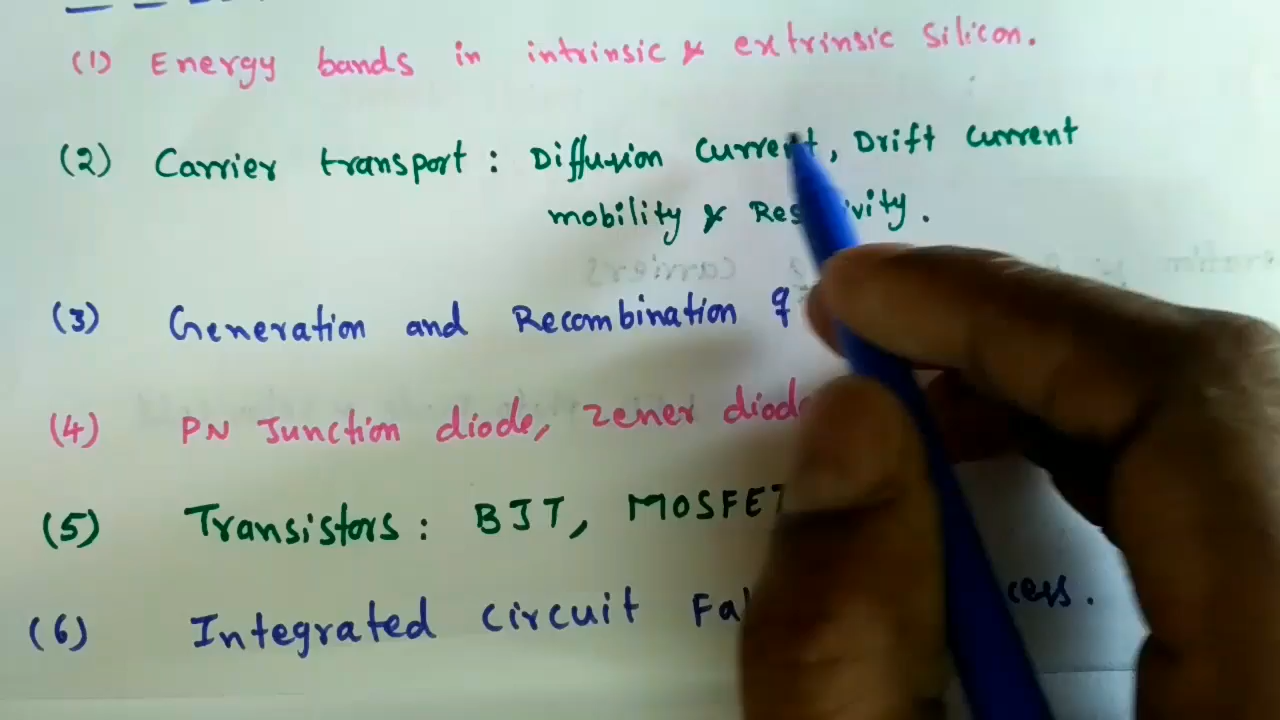 (1) Energy bands in intrinsic & extrinsic silicon.
(2) Carrier transport : Diffusion Current, Drift current
mobility &
(3) Generation and Recombination of
(4) PN Junction diode, zener
(5) Transistors : BJT, MOSFET
(6) Integrated circuit